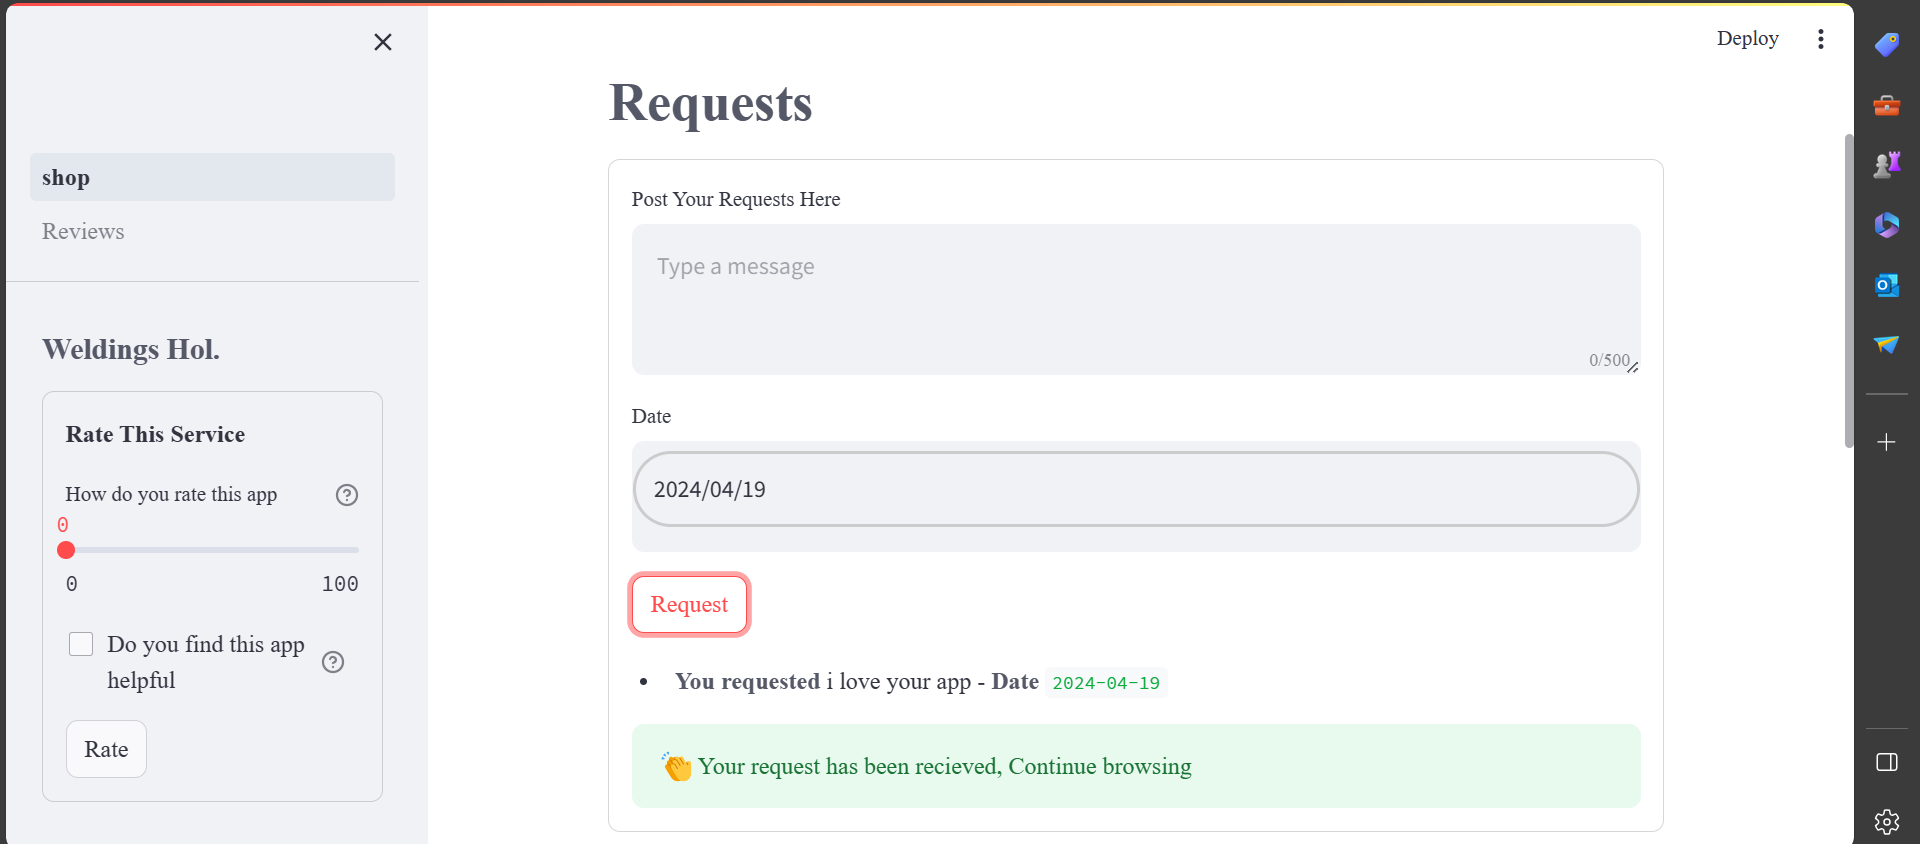 Deploy
shop
Reviews
Weldings Hol.
Rate This Service
How do you rate this app
0
0 100
Do you find this app
helpful
Rate
Requests
Post Your Requests Here
Type a message
0/500
Date
2024/04/19
Request
• You requested i love your app - Date 2024-04-19
👏 Your request has been recieved, Continue browsing